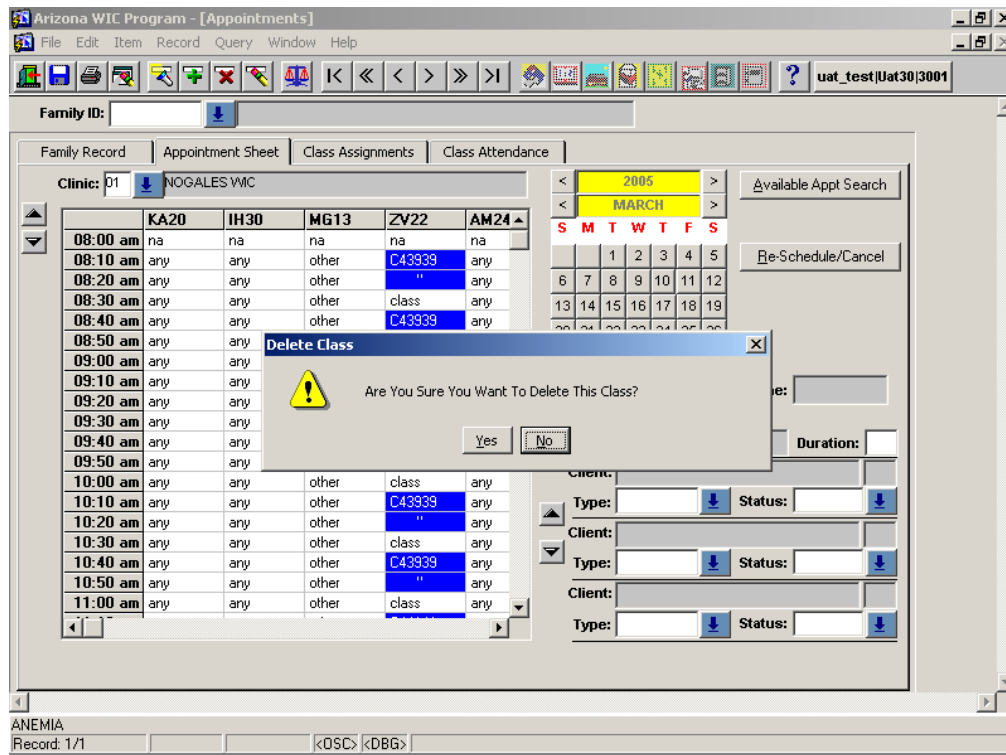 Arizona WIC Program - [Appointments]
File Edit Item Record Query Window Help
? uat_test|Uat30|3001
Family ID:
Family Record Appointment Sheet Class Assignments Class Attendance
Clinic: 01 NOGALES WIC
< 2005 >
Available Appt Search
< MARCH >
S M T W T F S
KA20 IH30 MG13 ZV22 AM24
08:00 am na na na na na
08:10 am any any other C43939 any
1 2 3 4 5
Re-Schedule/Cancel
08:20 am any any other " any
6 7 8 9 10 11 12
08:30 am any any other class any
13 14 15 16 17 18 19
08:40 am any any other C43939 any
20 21 22 23 24 25 26
08:50 am any any
Delete Class
09:00 am any any
09:10 am any any
Are You Sure You Want To Delete This Class?
e:
09:20 am any any
09:30 am any any
09:40 am any any
Yes No
Duration:
09:50 am any any
Client:
10:00 am any any other class any
10:10 am any any other C43939 any
Type: Status:
10:20 am any any other " any
Client:
10:30 am any any other class any
10:40 am any any other C43939 any
Type: Status:
10:50 am any any other " any
Client:
11:00 am any any other class any
Type: Status:
ANEMIA
Record: 1/1 <OSC> <DBG>